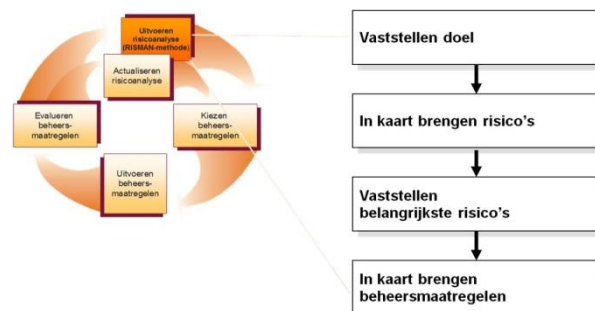 Uitvoeren
risicoanalyse
(RISMAN-methode)
Actualiseren
risicoanalyse
Evalueren
beheers-
maatregelen
Kiezen
beheers-
maatregelen
Uitvoeren
beheers-
maatregelen
Vaststellen doel
In kaart brengen risico's
Vaststellen
belangrijkste risico's
In kaart brengen
beheersmaatregelen